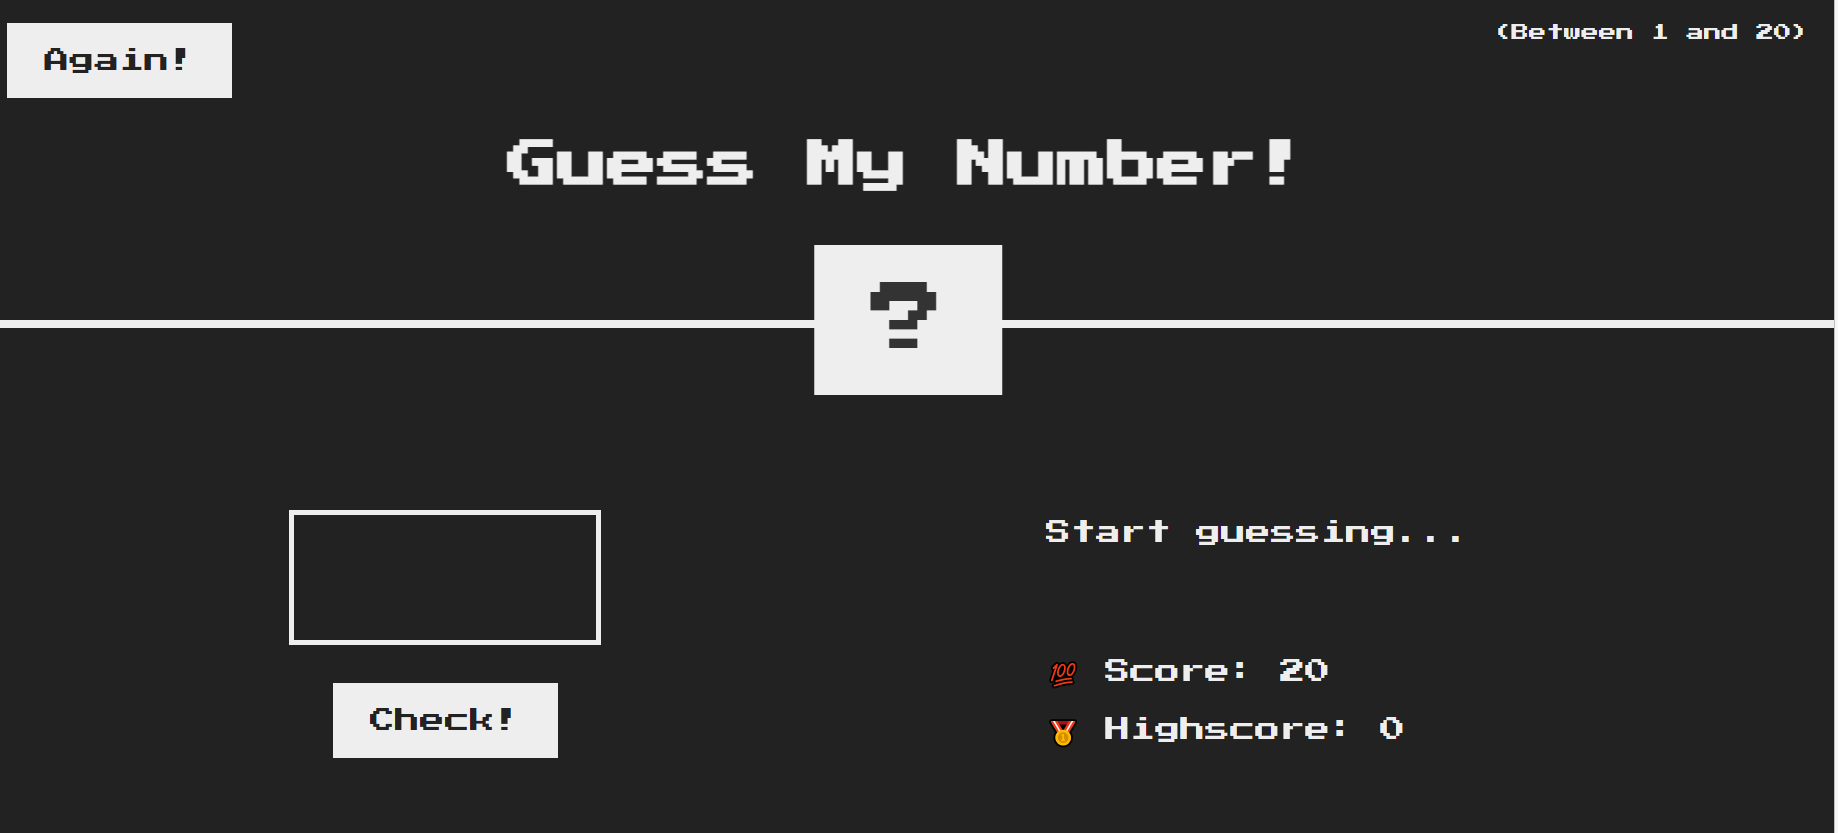 Again!
(Between 1 and 20)
Guess My Number!
?
Start guessing...
💯 Score: 20
🥇 Highscore: 0
Check!